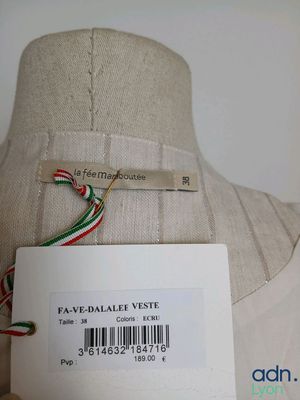 la fée maraboutée
38
FA-VE-DALALEE VESTE
Taille : 38 Coloris : ECRU
3 614632 184716
Pvp : 189.00 €
adn.
Lyon